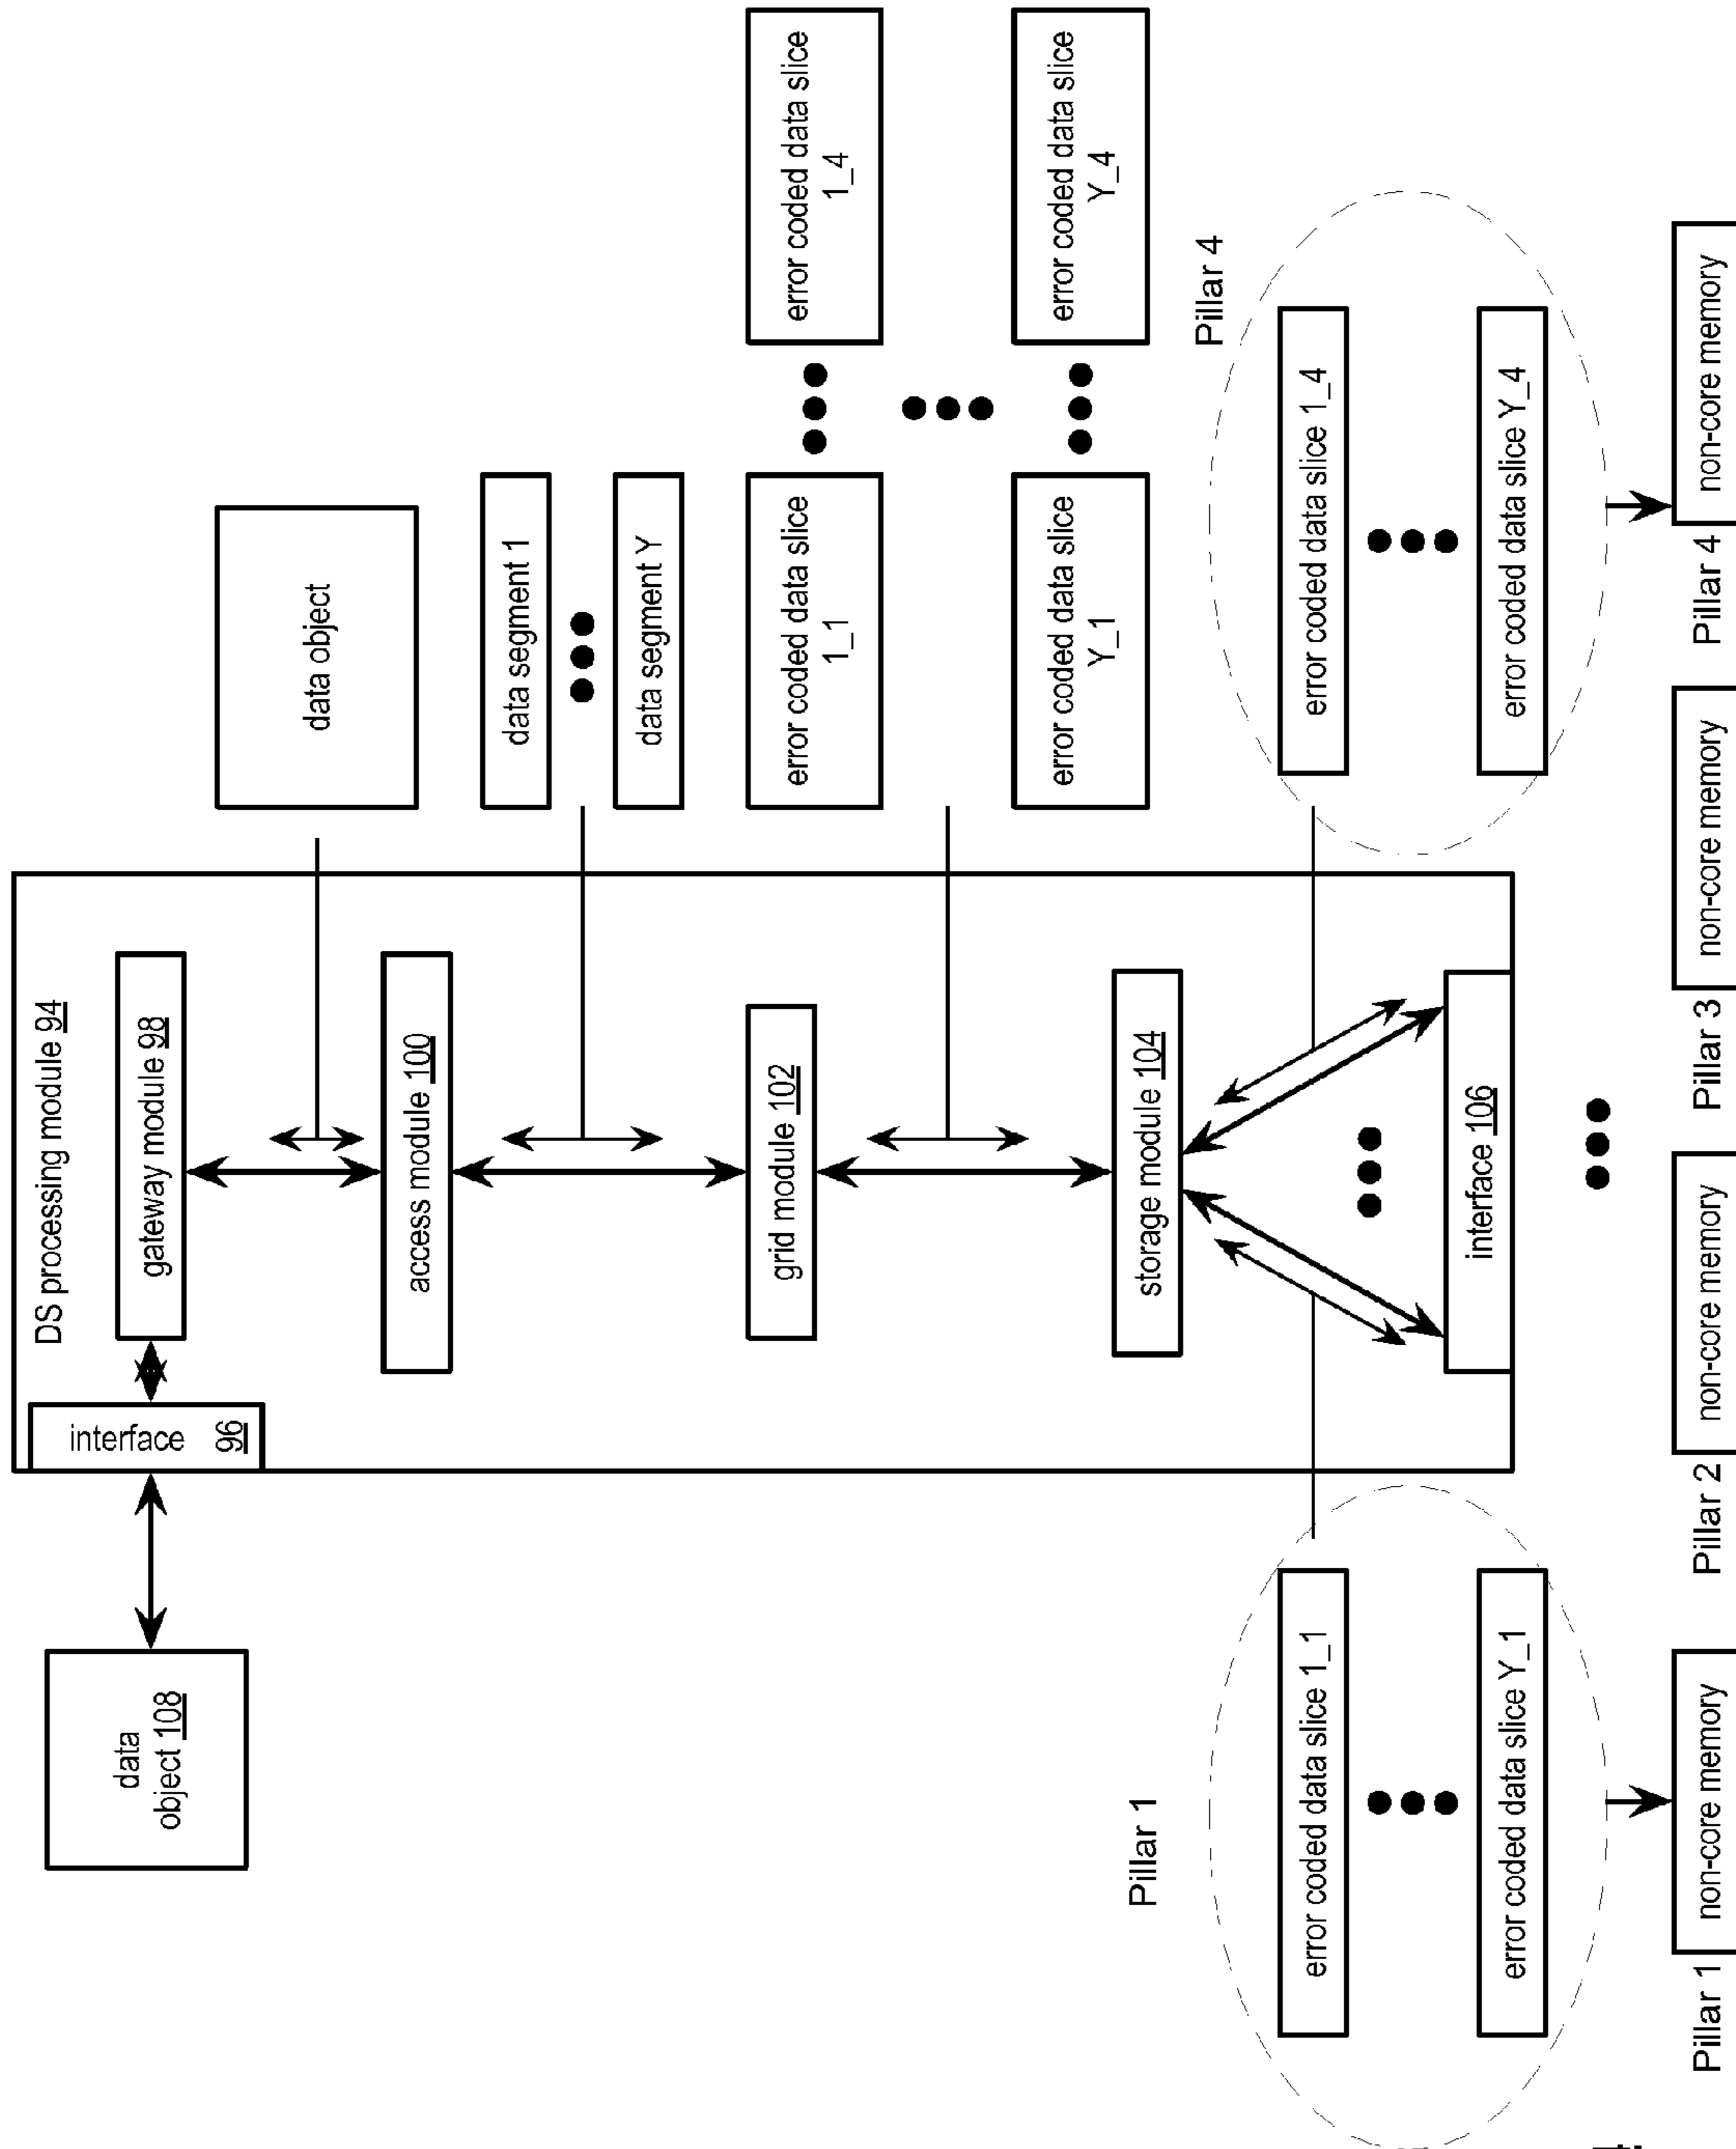 data
object 108
interface 96
DS processing module 94
gateway module 98
data object
access module 100
data segment 1
data segment Y
grid module 102
error coded data slice
1_1
error coded data slice
1_4
error coded data slice
Y_1
error coded data slice
Y_4
storage module 104
interface 106
Pillar 1
error coded data slice 1_1
error coded data slice Y_1
Pillar 4
error coded data slice 1_4
error coded data slice Y_4
Pillar 1 non-core memory
Pillar 2 non-core memory
Pillar 3 non-core memory
Pillar 4 non-core memory